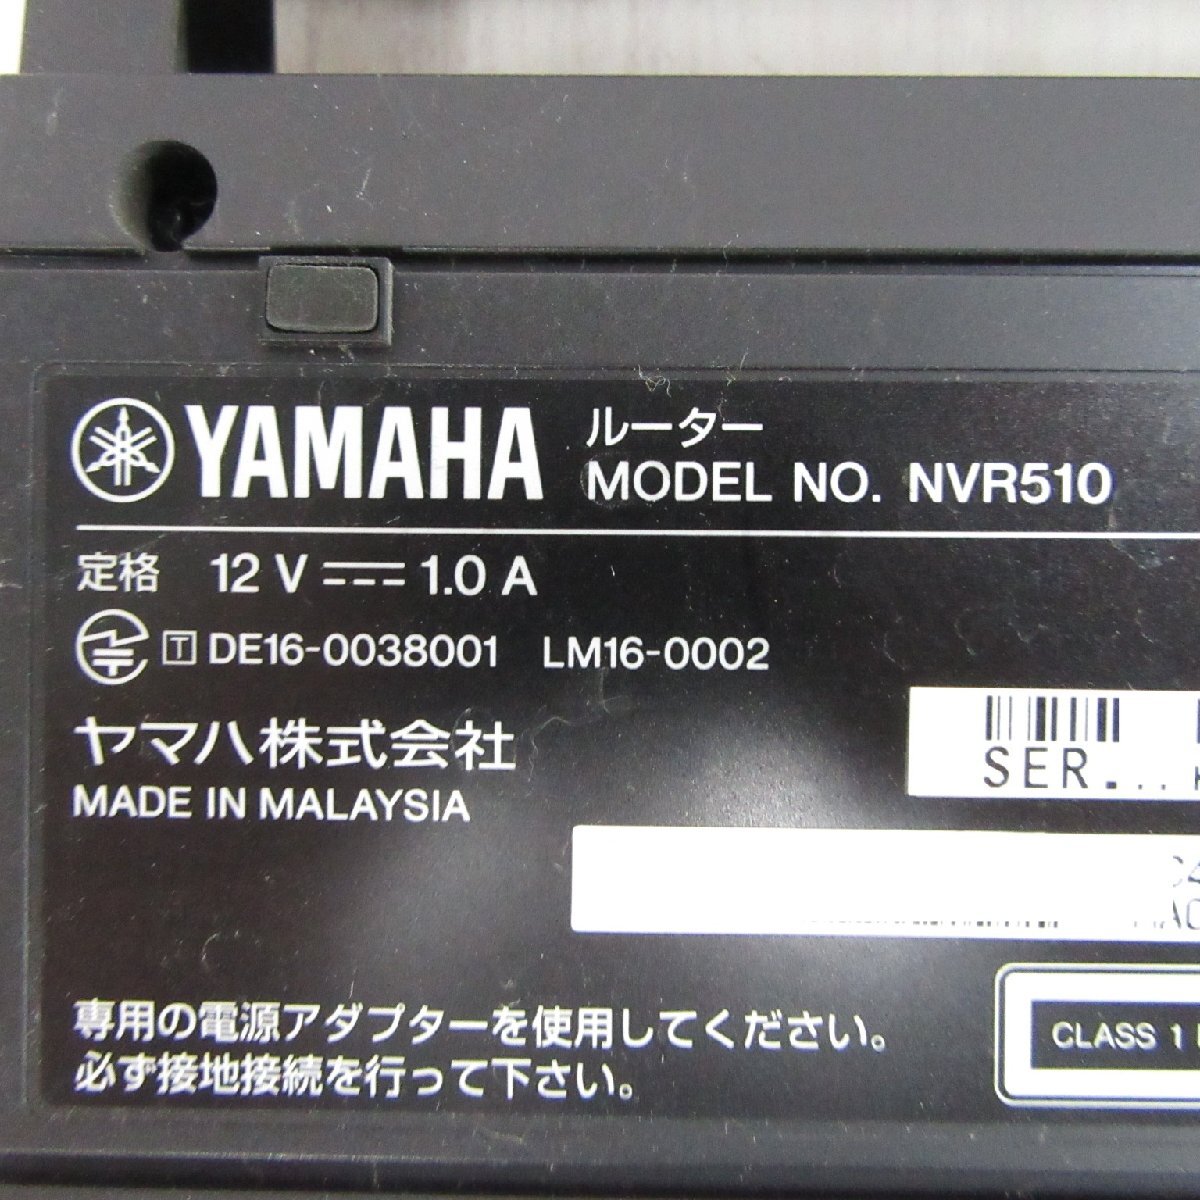 YAMAHA
ルーター
MODEL NO. NVR510
定格 12 V 1.0 A
T DE16-0038001 LM16-0002
ヤマハ株式会社
MADE IN MALAYSIA
SER...
専用の電源アダプターを使用してください。
必ず接地接続を行って下さい。
CLASS 1